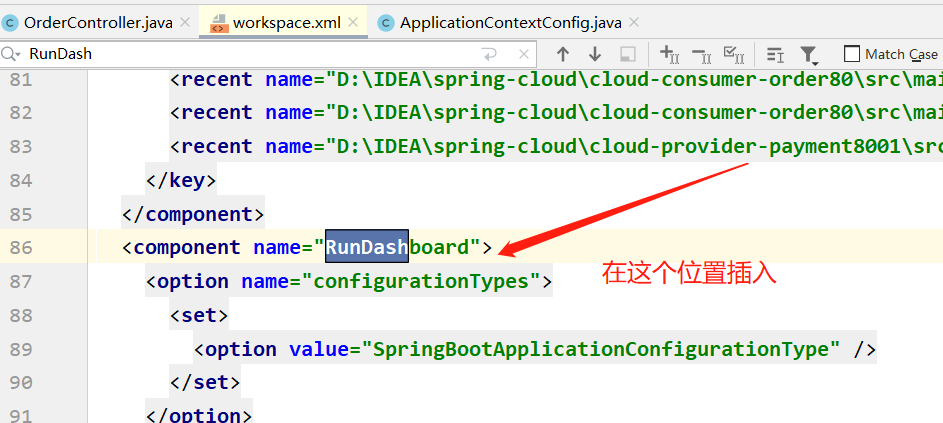 OrderController.java workspace.xml ApplicationContextConfig.java
RunDash Match Case
81 <recent name="D:\IDEA\spring-cloud\cloud-consumer-order80\src\mai
82 <recent name="D:\IDEA\spring-cloud\cloud-consumer-order80\src\mai
83 <recent name="D:\IDEA\spring-cloud\cloud-provider-payment8001\src
84 </key>
85 </component>
86 <component name="RunDashboard">
87 <option name="configurationTypes">
在这个位置插入
88 <set>
89 <option value="SpringBootApplicationConfigurationType" />
90 </set>
91 </option>